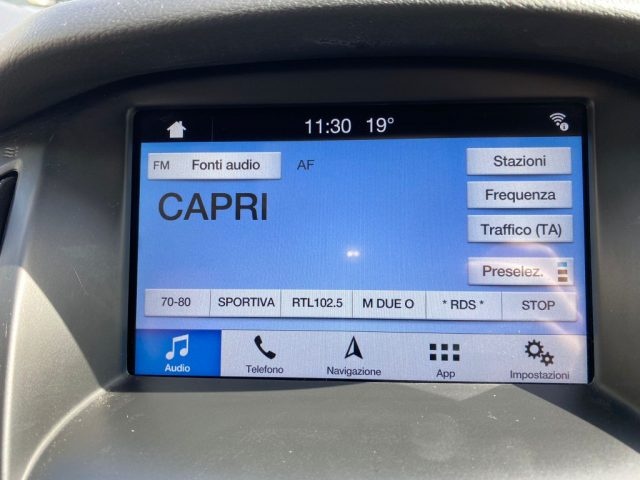 11:30 19°
FM Fonti audio AF
Stazioni
CAPRI
Frequenza
Traffico (TA)
Preselez.
70-80 SPORTIVA RTL102.5 M DUE O * RDS * STOP
Audio Telefono Navigazione App Impostazioni